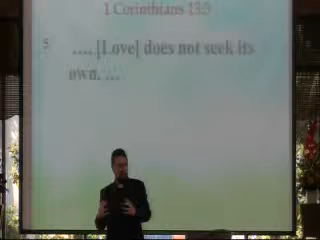 1 Corinthians 13:5
5 .... [Love] does not seek its
own. ...